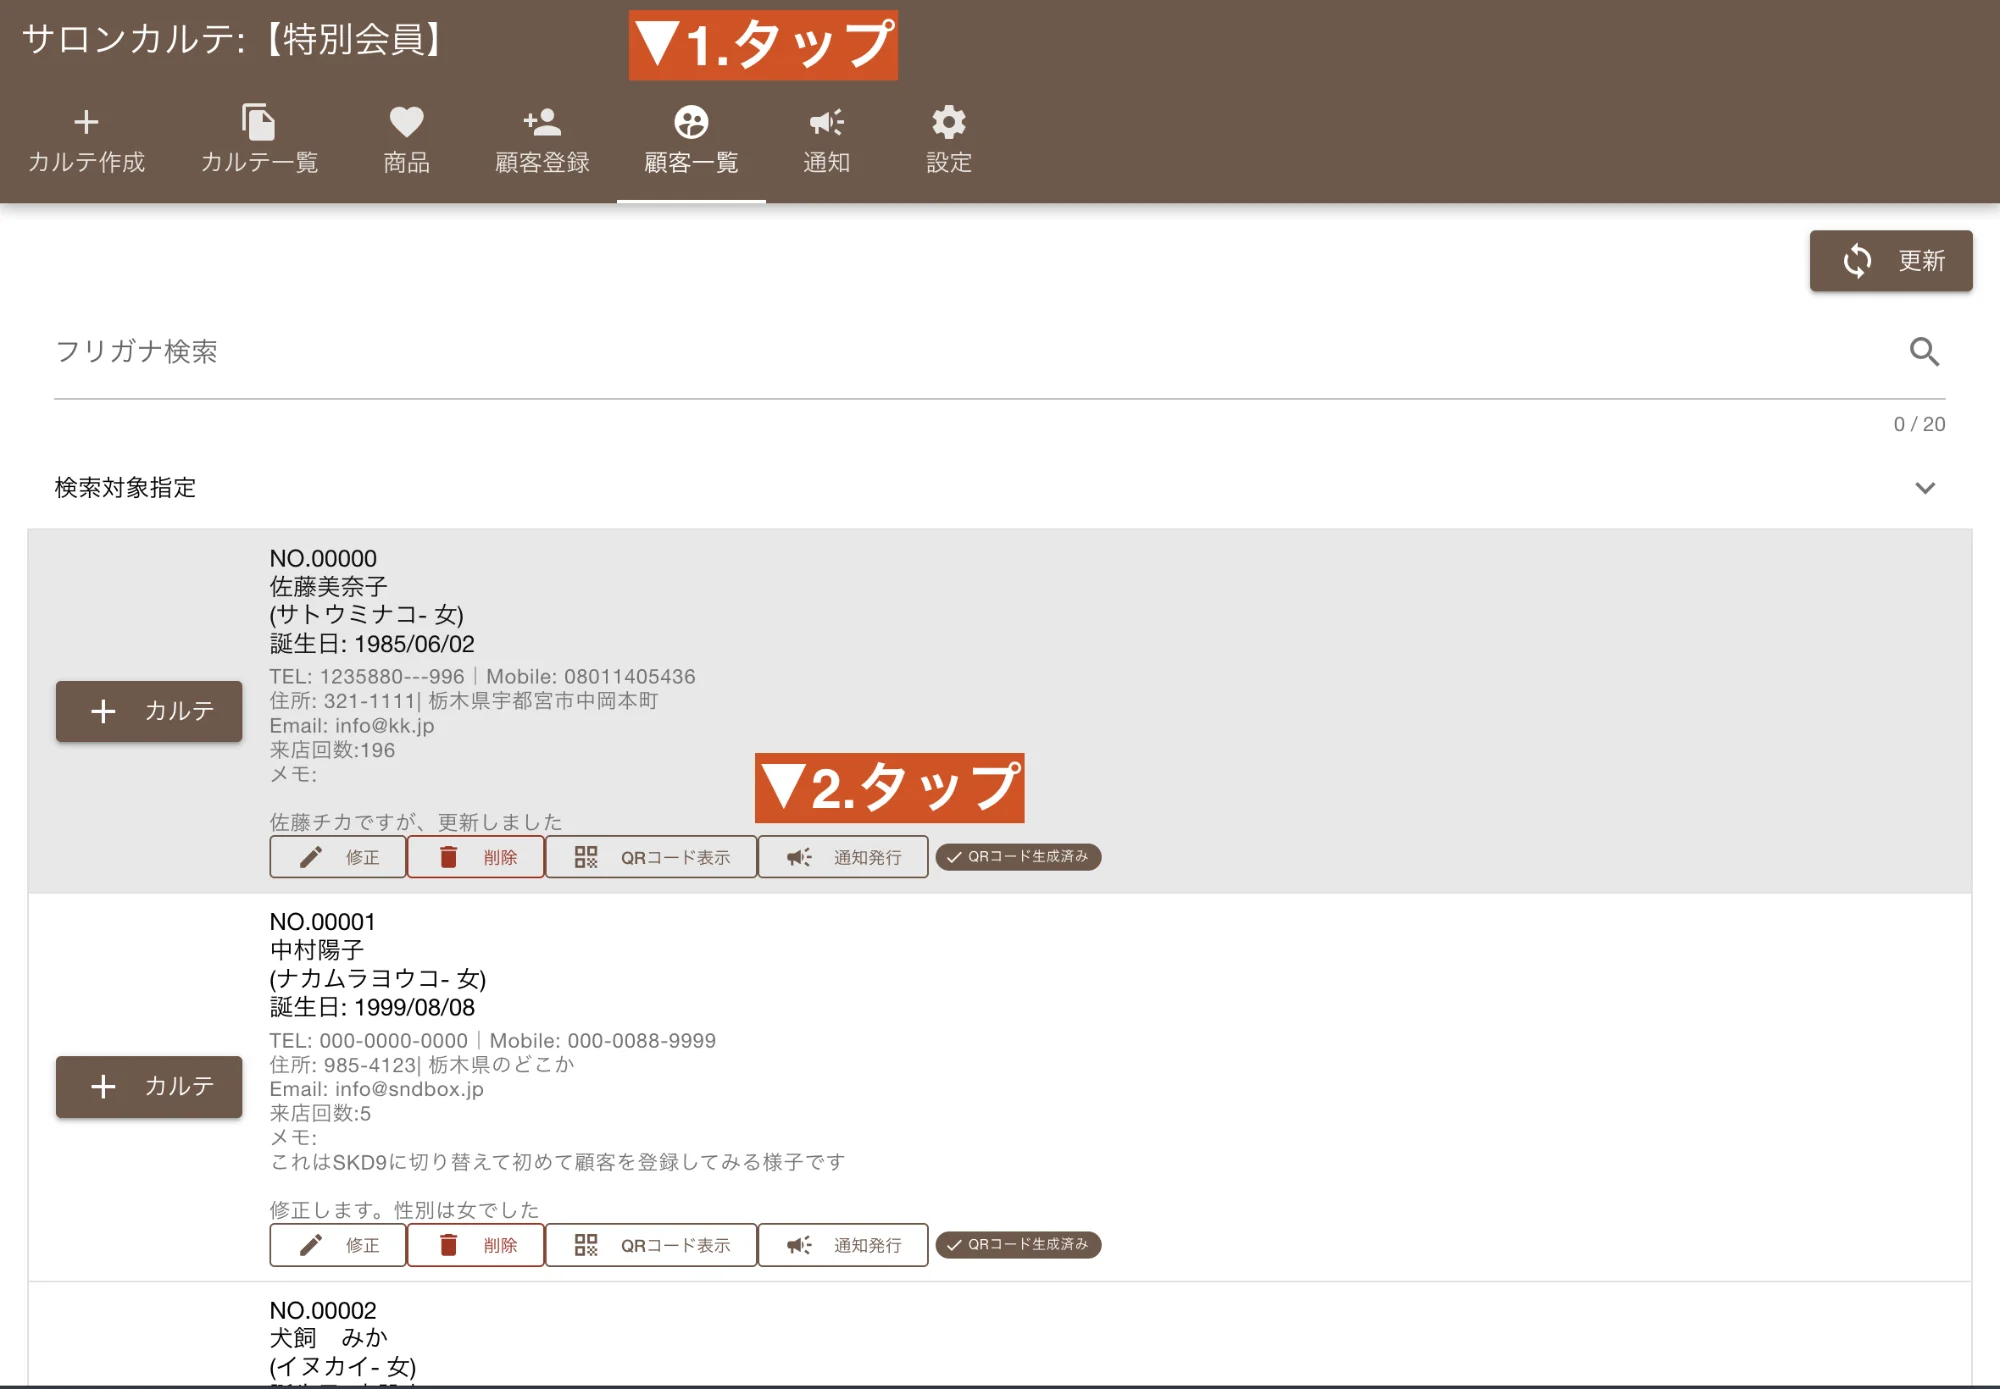 サロンカルテ:【特別会員】
▼1.タップ
カルテ作成
カルテ一覧
商品
顧客登録
顧客一覧
通知
設定
更新
フリガナ検索
0 / 20
検索対象指定
カルテ
NO.00000
佐藤美奈子
(サトウミナコ- 女)
誕生日: 1985/06/02
TEL: 1235880---996｜Mobile: 08011405436
住所: 321-1111| 栃木県宇都宮市中岡本町
Email: info@kk.jp
来店回数:196
メモ:
▼2.タップ
佐藤チカですが、更新しました
修正
削除
QRコード表示
通知発行
QRコード生成済み
カルテ
NO.00001
中村陽子
(ナカムラヨウコ- 女)
誕生日: 1999/08/08
TEL: 000-0000-0000｜Mobile: 000-0088-9999
住所: 985-4123| 栃木県のどこか
Email: info@sndbox.jp
来店回数:5
メモ:
これはSKD9に切り替えて初めて顧客を登録してみる様子です
修正します。性別は女でした
修正
削除
QRコード表示
通知発行
QRコード生成済み
NO.00002
犬飼　みか
(イヌカイ- 女)